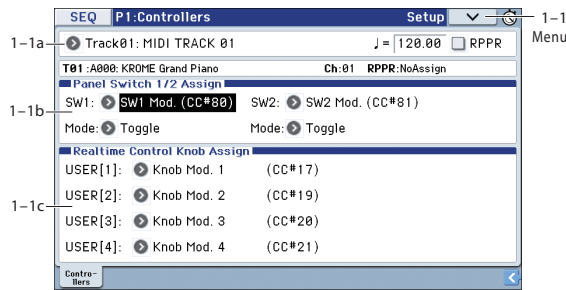 SEQ P1:Controllers Setup 1–1
Menu
1–1a Track01: MIDI TRACK 01 ♩= 120.00 RPPR
T01:A000: KROME Grand Piano Ch:01 RPPR:NoAssign
Panel Switch 1/2 Assign
1–1b SW1: SW1 Mod. (CC#80) SW2: SW2 Mod. (CC#81)
Mode: Toggle Mode: Toggle
Realtime Control Knob Assign
USER[1]: Knob Mod. 1 (CC#17)
USER[2]: Knob Mod. 2 (CC#19)
1–1c USER[3]: Knob Mod. 3 (CC#20)
USER[4]: Knob Mod. 4 (CC#21)
Contro-
llers